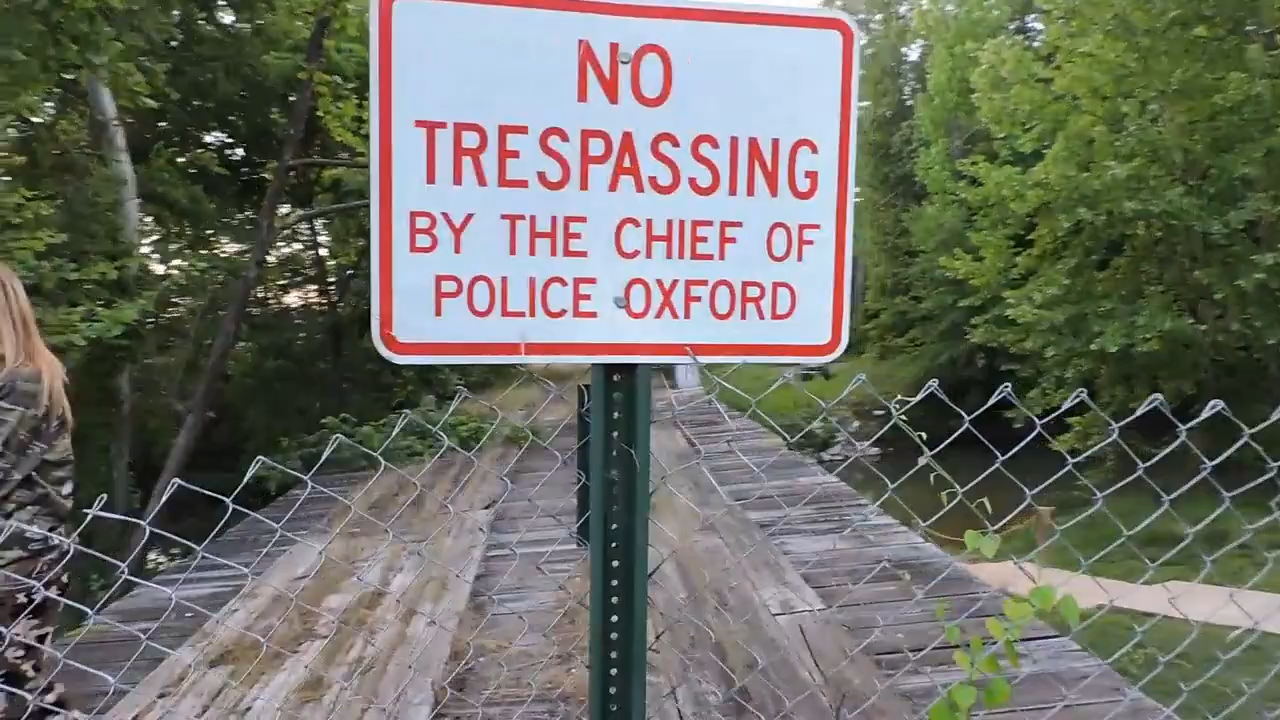 NO
TRESPASSING
BY THE CHIEF OF
POLICE OXFORD